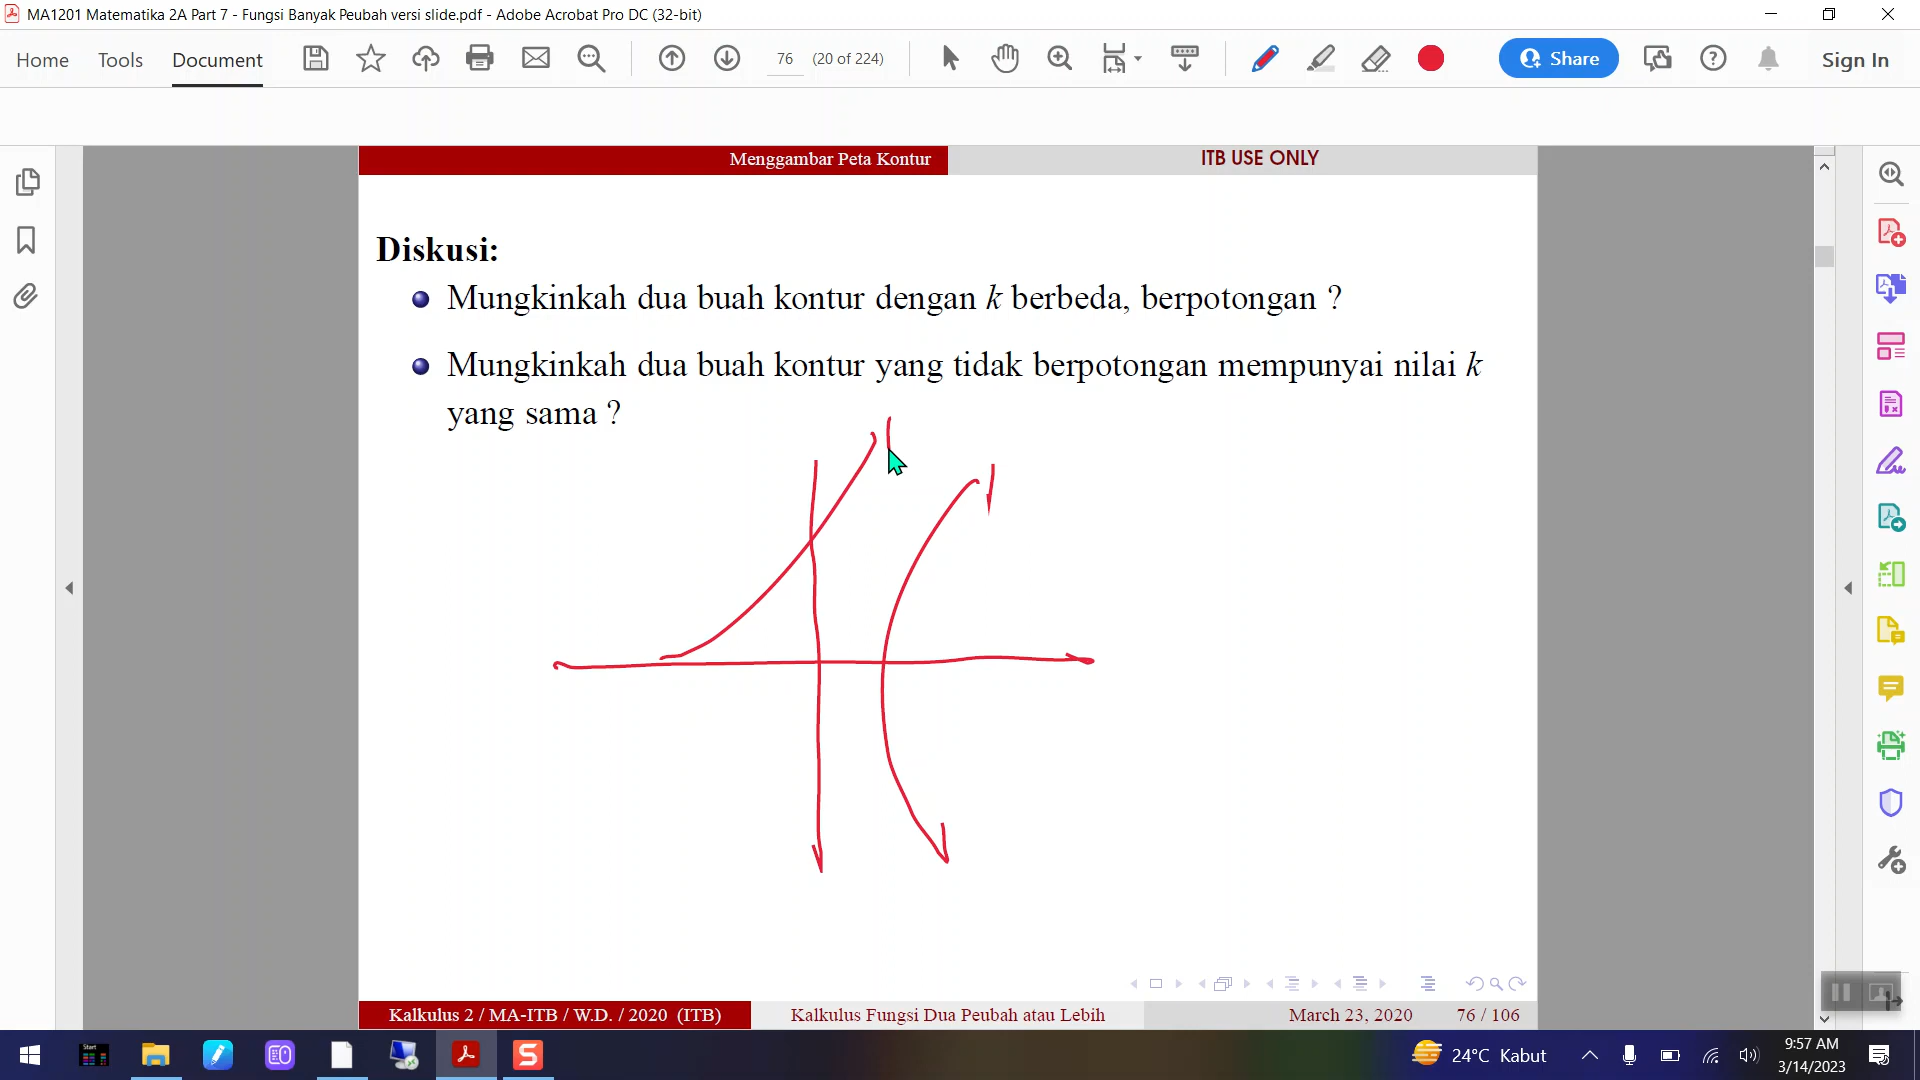 MA1201 Matematika 2A Part 7 - Fungsi Banyak Peubah versi slide.pdf - Adobe Acrobat Pro DC (32-bit)
Home Tools Document 76 (20 of 224) Share Sign In
Menggambar Peta Kontur ITB USE ONLY
Diskusi:
Mungkinkah dua buah kontur dengan k berbeda, berpotongan ?
Mungkinkah dua buah kontur yang tidak berpotongan mempunyai nilai k
yang sama ?
Kalkulus 2 / MA-ITB / W.D. / 2020 (ITB) Kalkulus Fungsi Dua Peubah atau Lebih March 23, 2020 76 / 106
Start 24°C Kabut 9:57 AM
3/14/2023